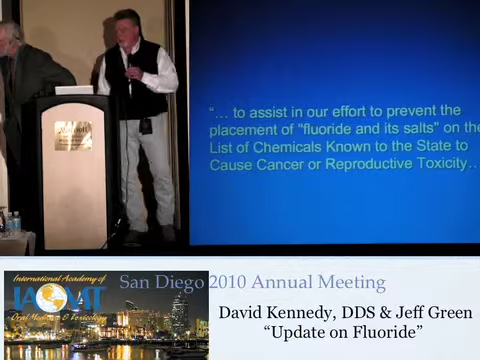 "... to assist in our effort to prevent the
placement of "fluoride and its salts" on the
List of Chemicals Known to the State to
Cause Cancer or Reproductive Toxicity...
Marriott
International Academy of
IAOMT
Oral Medicine & Toxicology
San Diego 2010 Annual Meeting
David Kennedy, DDS & Jeff Green
"Update on Fluoride"